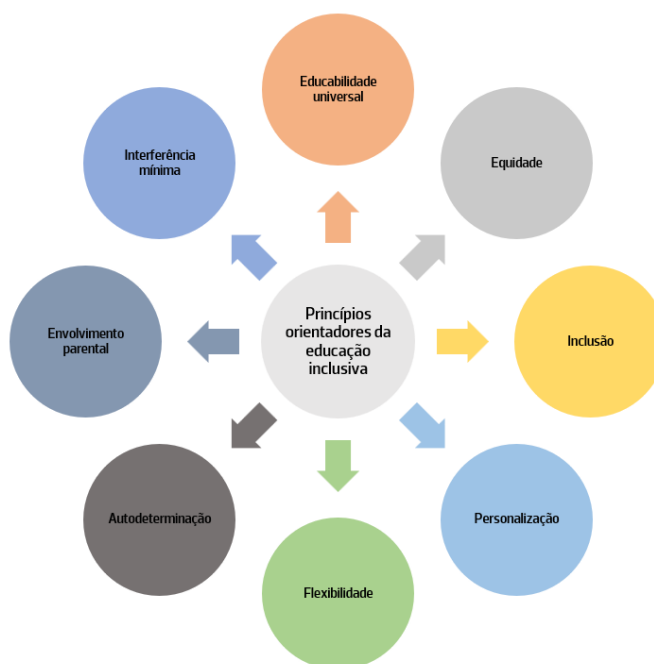 Educabilidade
universal
Interferência
mínima
Equidade
Princípios
orientadores da
educação
inclusiva
Envolvimento
parental
Inclusão
Autodeterminação
Personalização
Flexibilidade